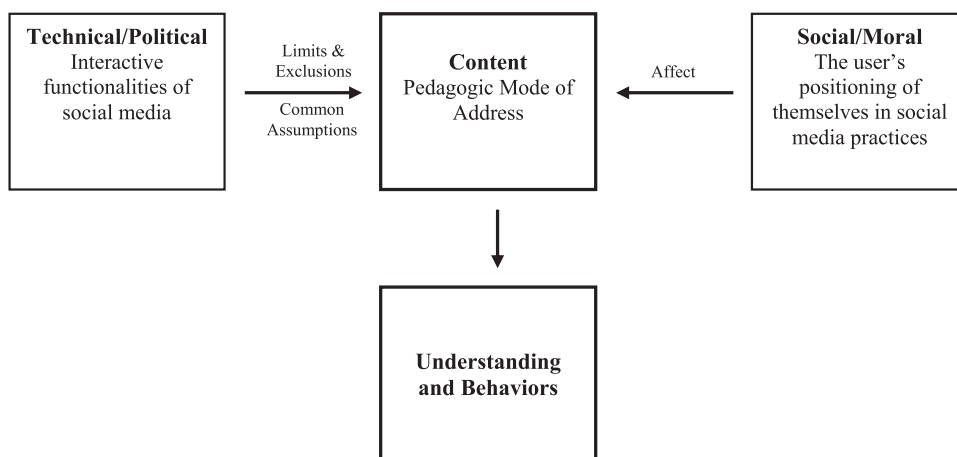 Technical/Political
Interactive
functionalities of
social media
Limits &
Exclusions
Common
Assumptions
Content
Pedagogic Mode of
Address
Affect
Social/Moral
The user's
positioning of
themselves in social
media practices
Understanding
and Behaviors